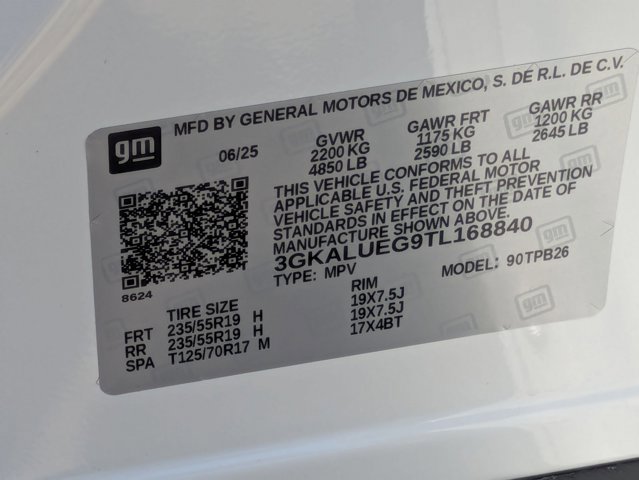 gm
MFD BY GENERAL MOTORS DE MEXICO, S. DE R.L. DE C.V.
06/25 GVWR GAWR FRT GAWR RR
2200 KG 1175 KG 1200 KG
4850 LB 2590 LB 2645 LB
THIS VEHICLE CONFORMS TO ALL
APPLICABLE U.S. FEDERAL MOTOR
VEHICLE SAFETY AND THEFT PREVENTION
STANDARDS IN EFFECT ON THE DATE OF
MANUFACTURE SHOWN ABOVE.
3GKALUEG9TL168840
TYPE: MPV MODEL: 90TPB26
8624
TIRE SIZE RIM
FRT 235/55R19 H 19X7.5J
RR 235/55R19 H 19X7.5J
SPA T125/70R17 M 17X4BT